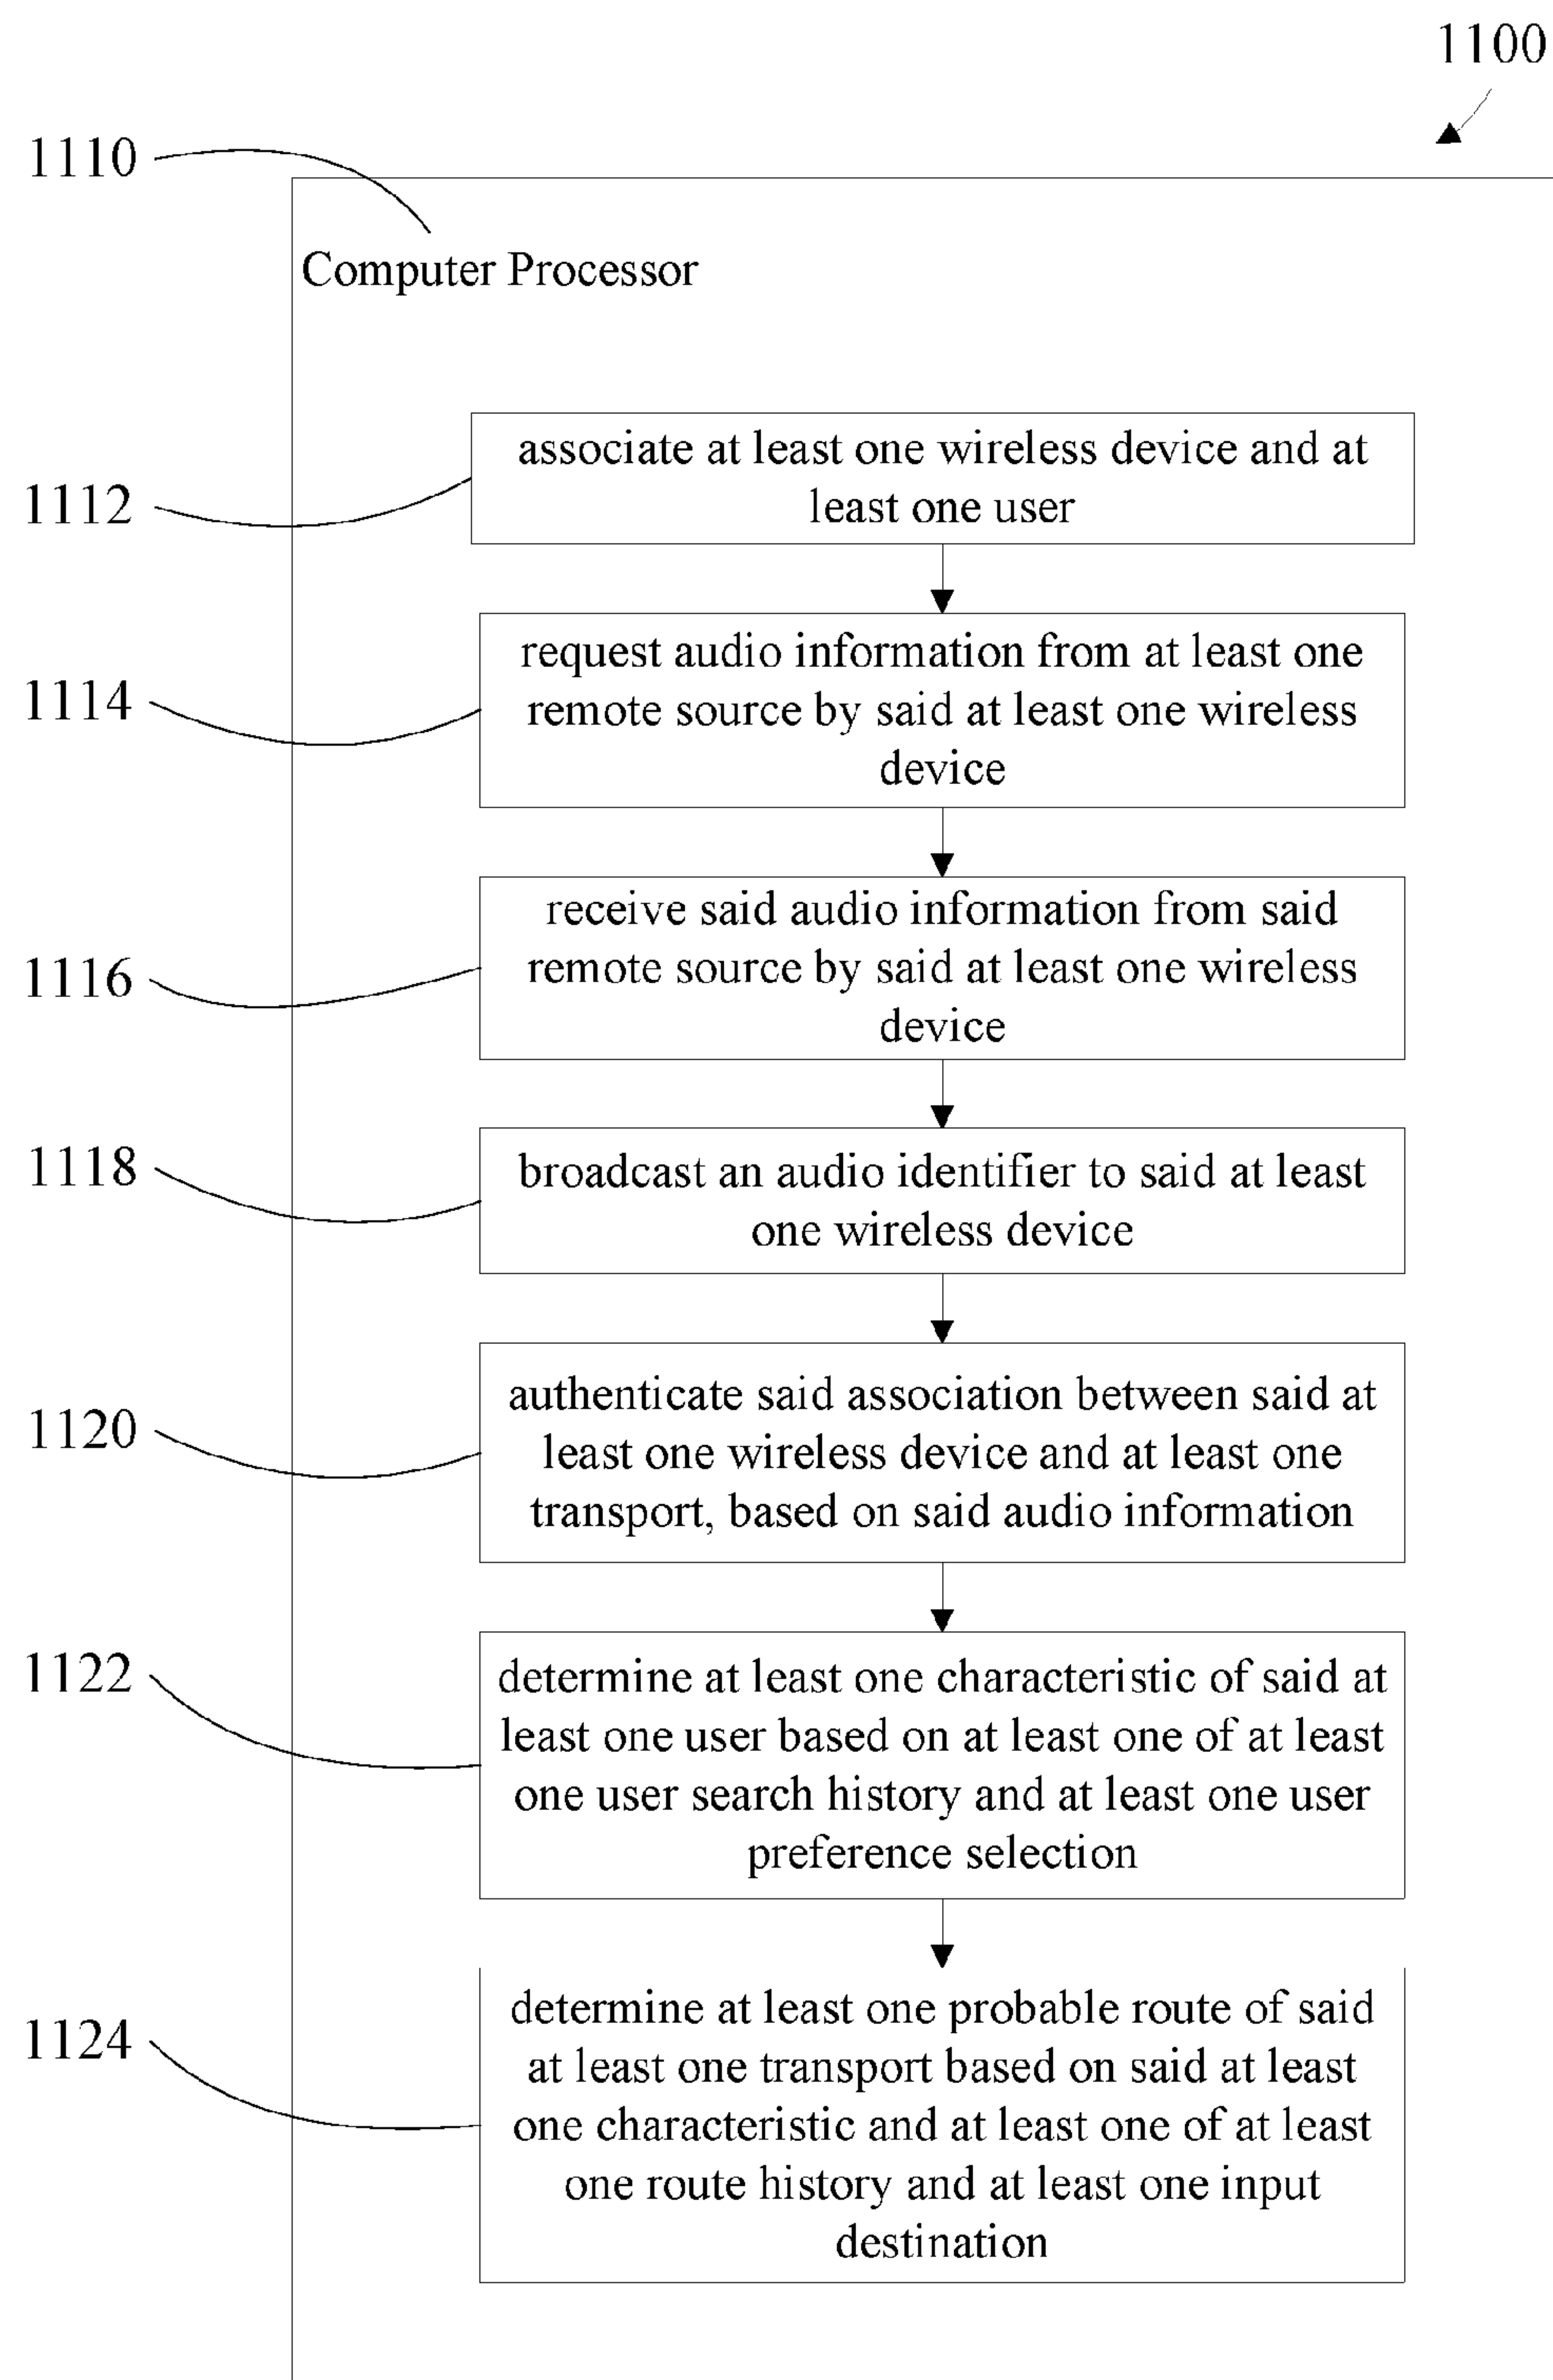 1100
1110
Computer Processor
1112
associate at least one wireless device and at
least one user
1114
request audio information from at least one
remote source by said at least one wireless
device
1116
receive said audio information from said
remote source by said at least one wireless
device
1118
broadcast an audio identifier to said at least
one wireless device
1120
authenticate said association between said at
least one wireless device and at least one
transport, based on said audio information
1122
determine at least one characteristic of said at
least one user based on at least one of at least
one user search history and at least one user
preference selection
1124
determine at least one probable route of said
at least one transport based on said at least
one characteristic and at least one of at least
one route history and at least one input
destination